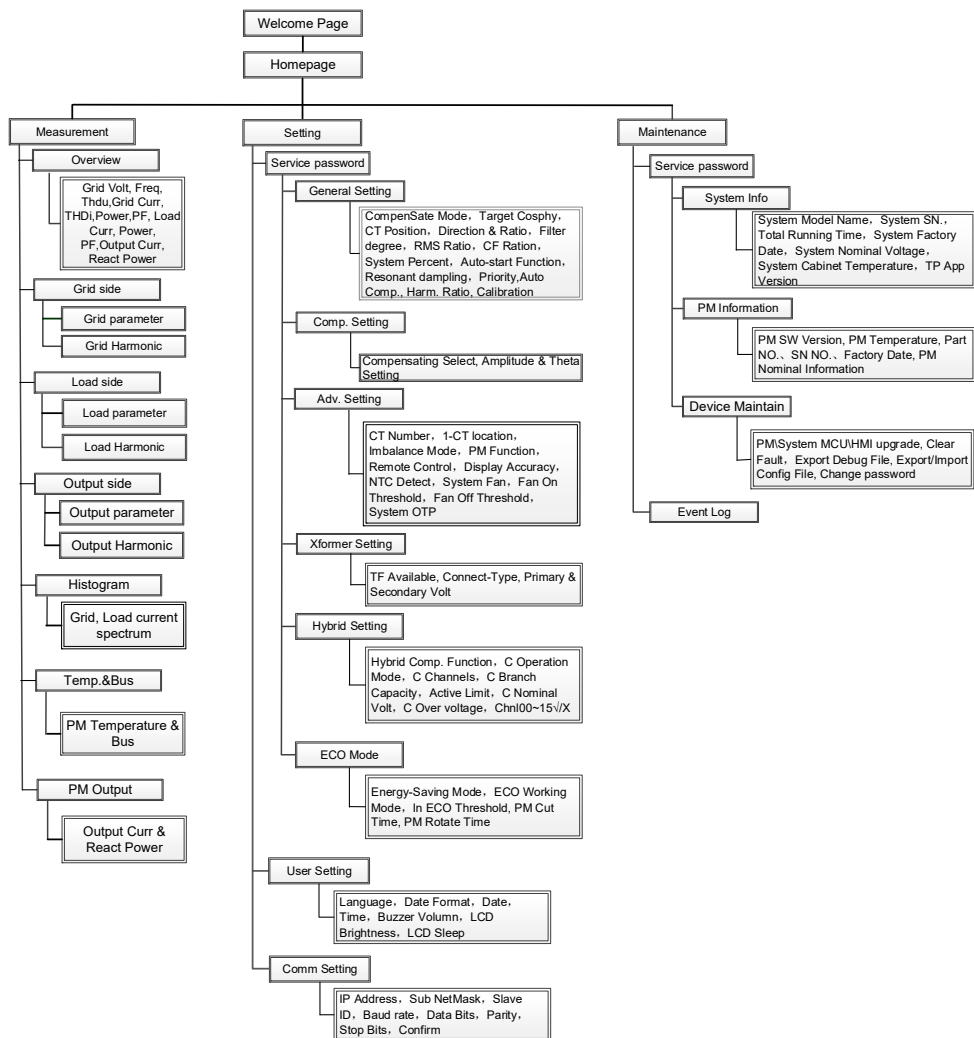 Welcome Page
Homepage
Measurement
Overview
Grid Volt, Freq,
Thdu,Grid Curr,
THDi,Power,PF, Load
Curr, Power,
PF,Output Curr,
React Power
Grid side
Grid parameter
Grid Harmonic
Load side
Load parameter
Load Harmonic
Output side
Output parameter
Output Harmonic
Histogram
Grid, Load current
spectrum
Temp.&Bus
PM Temperature &
Bus
PM Output
Output Curr &
React Power
Setting
Service password
General Setting
CompenSate Mode，Target Cosphy，
CT Position，Direction & Ratio，Filter
degree，RMS Ratio，CF Ration，
System Percent，Auto-start Function，
Resonant dampling，Priority,Auto
Comp., Harm. Ratio, Calibration
Comp. Setting
Compensating Select, Amplitude & Theta
Setting
Adv. Setting
CT Number，1-CT location，
Imbalance Mode，PM Function，
Remote Control，Display Accuracy，
NTC Detect，System Fan，Fan On
Threshold，Fan Off Threshold，
System OTP
Xformer Setting
TF Available, Connect-Type, Primary &
Secondary Volt
Hybrid Setting
Hybrid Comp. Function，C Operation
Mode，C Channels，C Branch
Capacity，Active Limit，C Nominal
Volt，C Over voltage，Chnl00~15√/X
ECO Mode
Energy-Saving Mode，ECO Working
Mode，In ECO Threshold, PM Cut
Time, PM Rotate Time
User Setting
Language，Date Format，Date，
Time，Buzzer Volumn，LCD
Brightness，LCD Sleep
Comm Setting
IP Address，Sub NetMask，Slave
ID，Baud rate，Data Bits，Parity，
Stop Bits，Confirm
Maintenance
Service password
System Info
System Model Name，System SN.，
Total Running Time，System Factory
Date，System Nominal Voltage，
System Cabinet Temperature，TP App
Version
PM Information
PM SW Version, PM Temperature, Part
NO.、SN NO.、Factory Date，PM
Nominal Information
Device Maintain
PM\System MCU\HMI upgrade, Clear
Fault，Export Debug File，Export/Import
Config File, Change password
Event Log